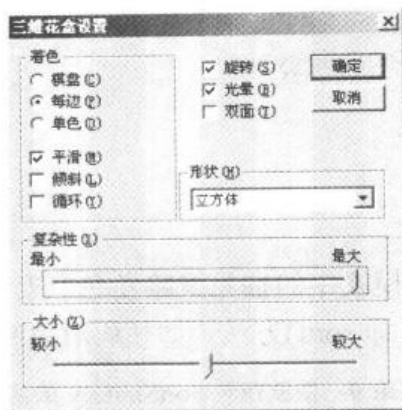 三维花盒设置
着色
棋盘(C)
每边(P)
单色(O)
平滑(M)
倾斜(L)
循环(Y)
旋转(S)
光晕(B)
双面(T)
确定
取消
形状(H)
立方体
复杂性(X)
最小 最大
大小(Z)
较小 较大